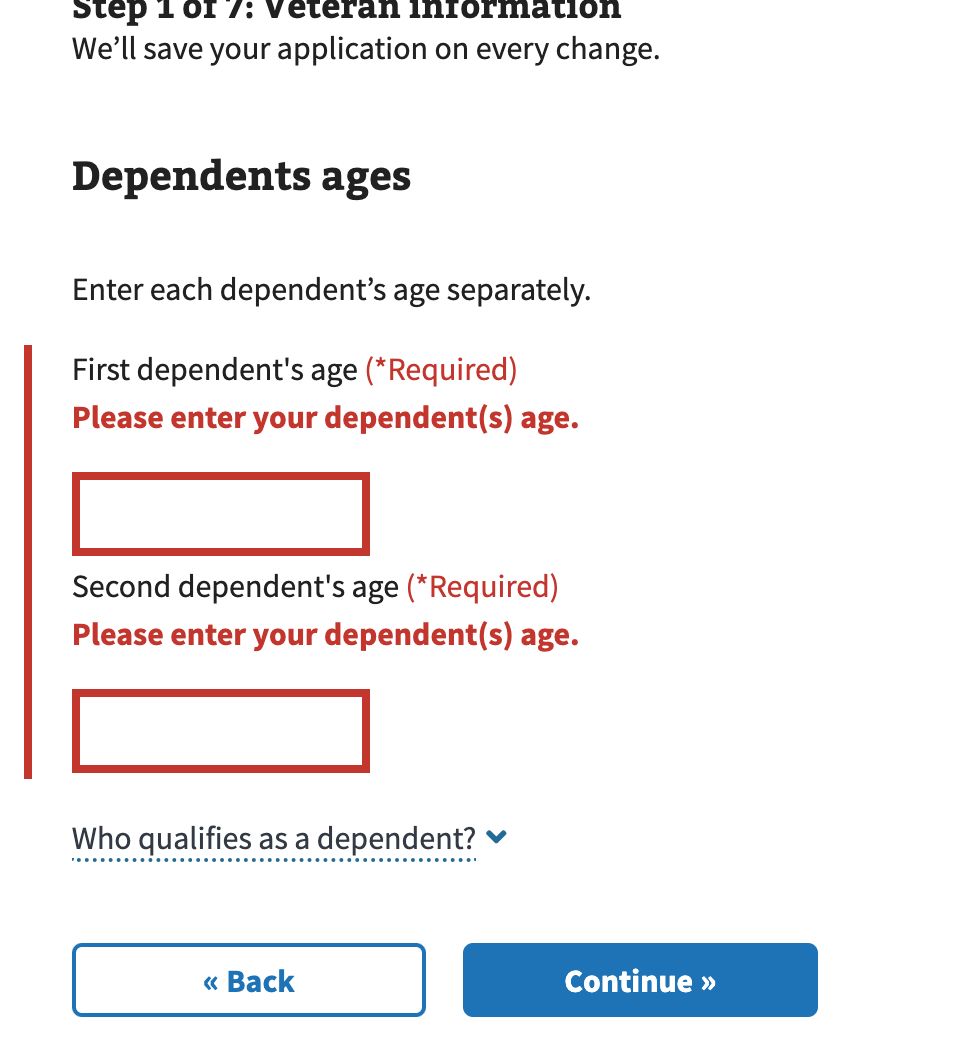 Step 1 of 7: Veteran information
We’ll save your application on every change.
Dependents ages
Enter each dependent’s age separately.
First dependent's age (*Required)
Please enter your dependent(s) age.
Second dependent's age (*Required)
Please enter your dependent(s) age.
Who qualifies as a dependent?
« Back
Continue »